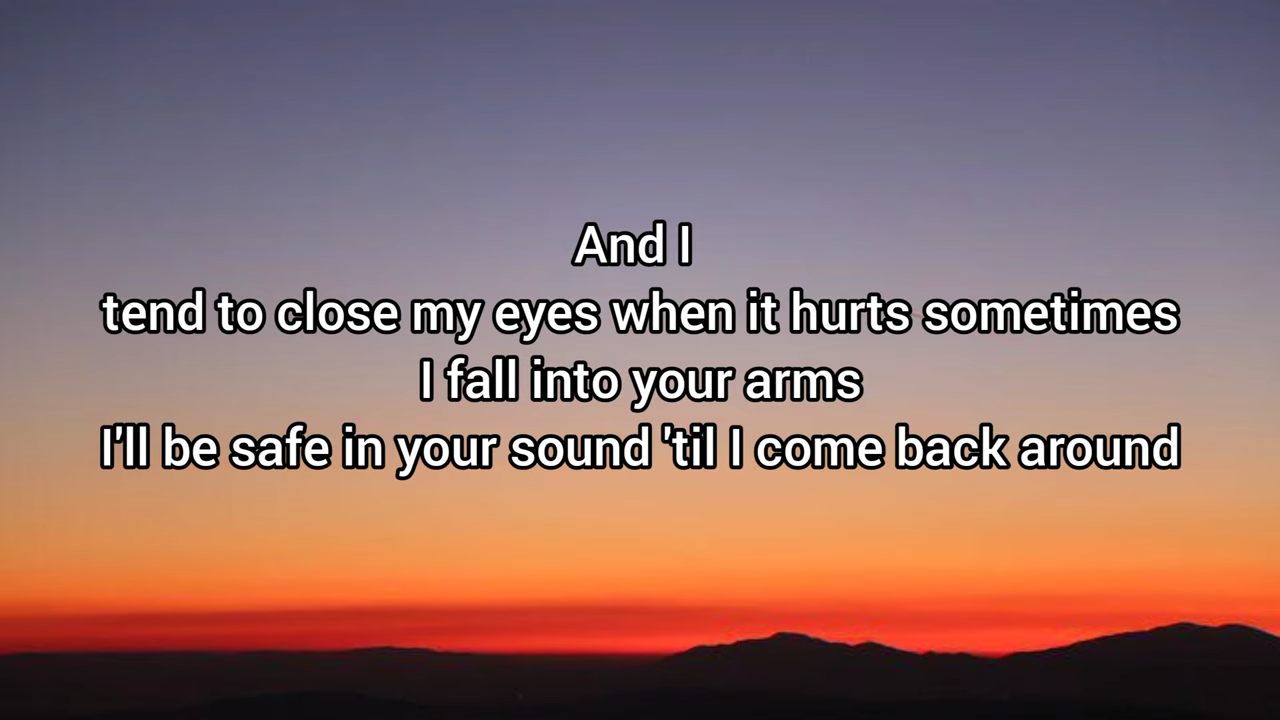 And I
tend to close my eyes when it hurts sometimes
I fall into your arms
I'll be safe in your sound 'til I come back around